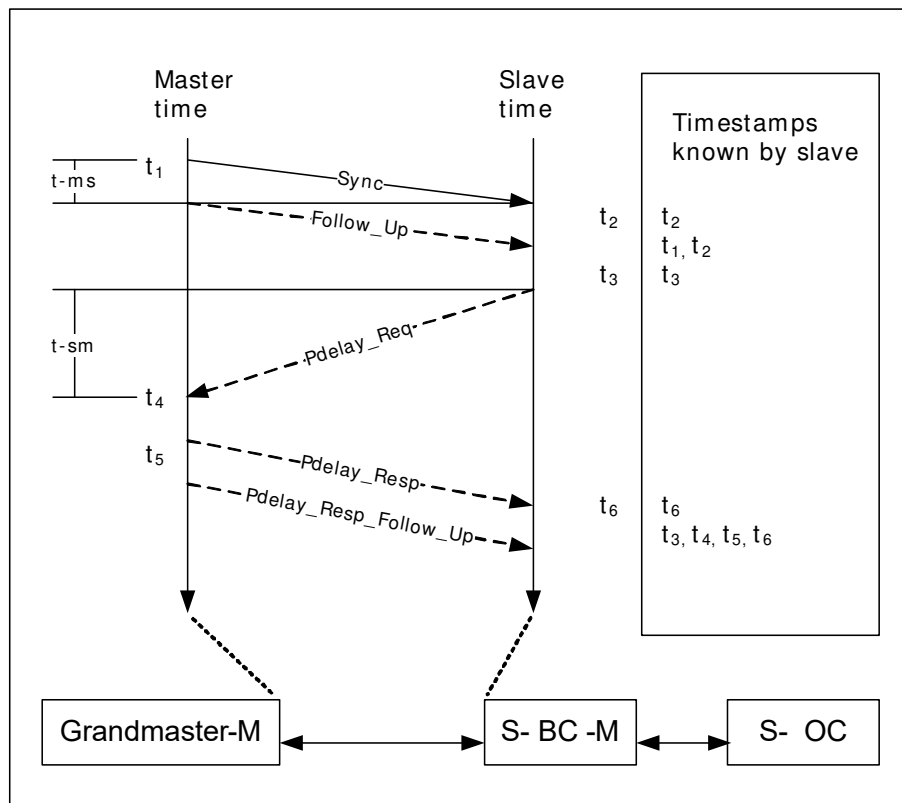 Master
time
Slave
time
Timestamps
known by slave
t1
t-ms
Sync
t2
t2
Follow_Up
t1, t2
t3
t3
Pdelay_Req
t-sm
t4
t5
Pdelay_Resp
Pdelay_Resp_Follow_Up
t6
t6
t3, t4, t5, t6
Grandmaster-M
S- BC -M
S- OC